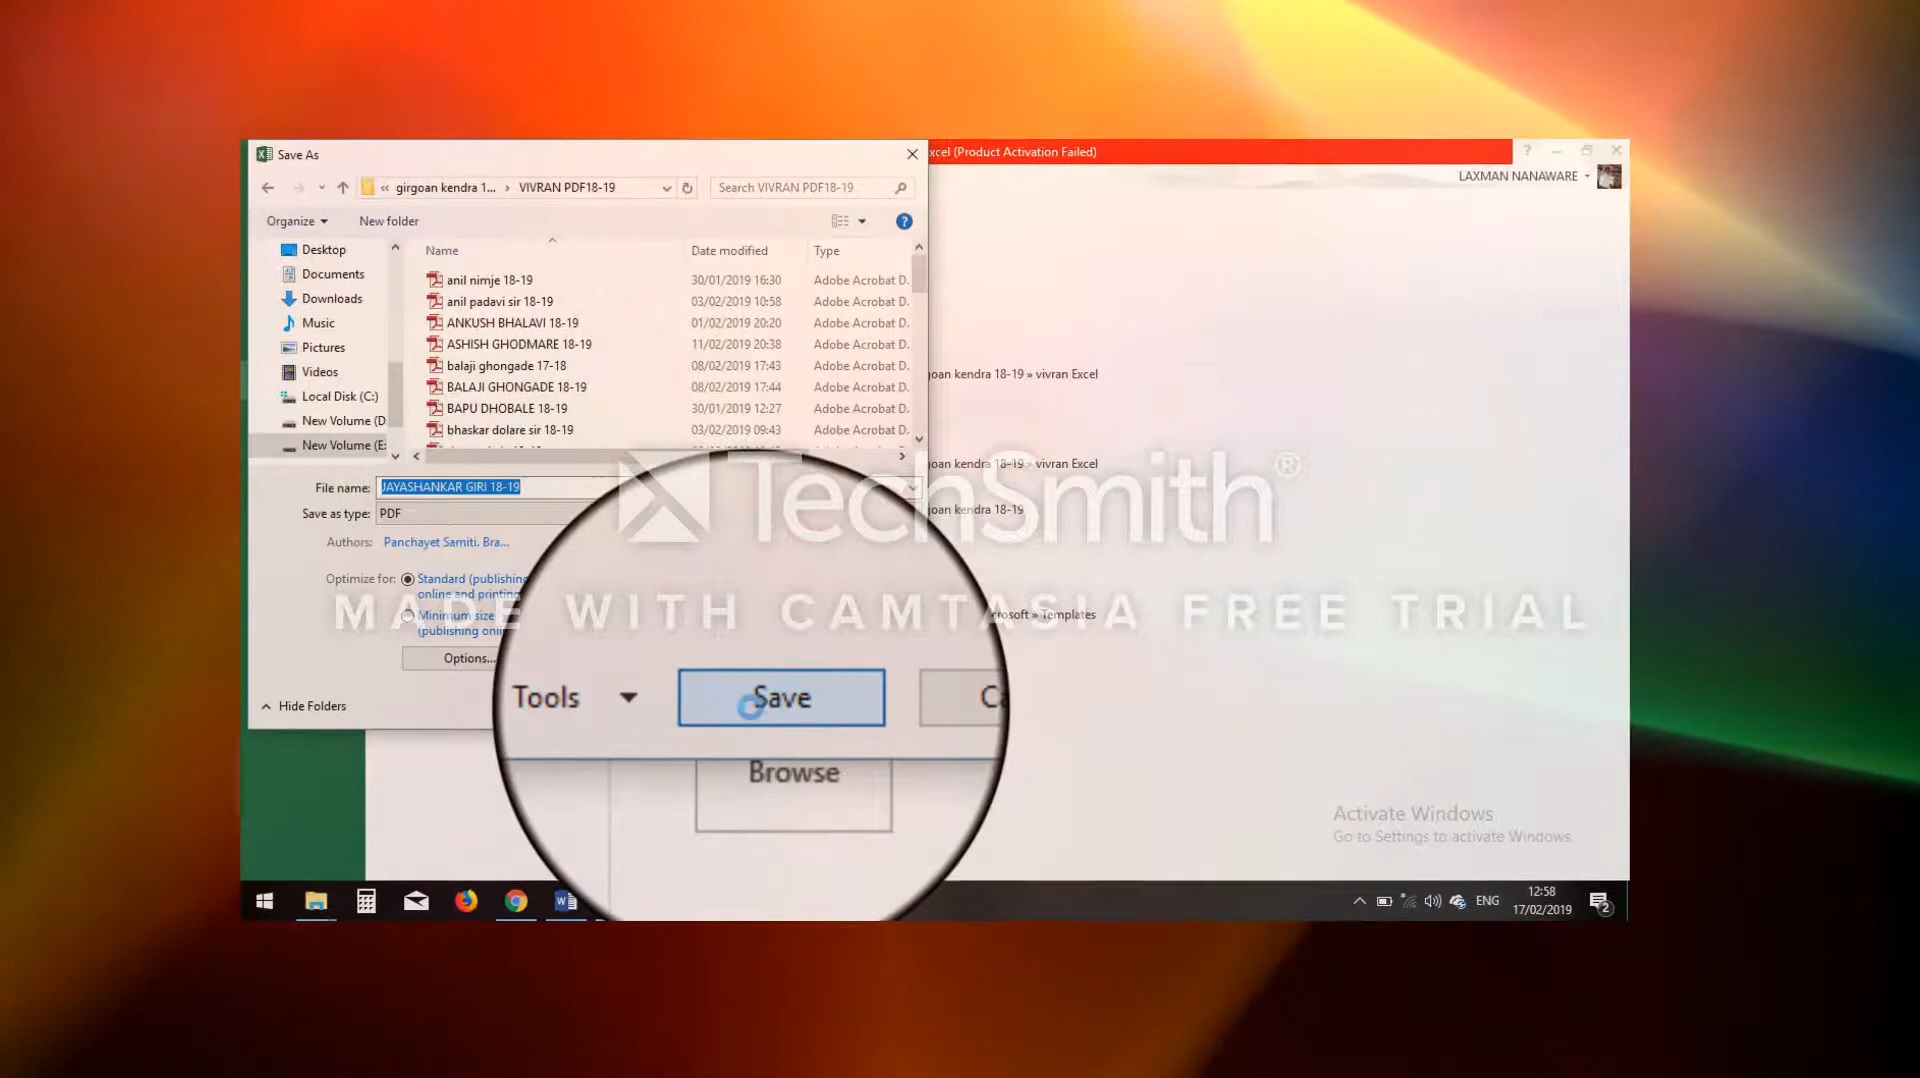 Save As
xcel (Product Activation Failed)
LAXMAN NANAWARE
« girgoan kendra 1... › VIVRAN PDF18-19
Search VIVRAN PDF18-19
Organize
New folder
Desktop
Documents
Downloads
Music
Pictures
Videos
Local Disk (C:)
New Volume (D
New Volume (E:
Name Date modified Type
anil nimje 18-19 30/01/2019 16:30 Adobe Acrobat D.
anil padavi sir 18-19 03/02/2019 10:58 Adobe Acrobat D.
ANKUSH BHALAVI 18-19 01/02/2019 20:20 Adobe Acrobat D.
ASHISH GHODMARE 18-19 11/02/2019 20:38 Adobe Acrobat D.
balaji ghongade 17-18 08/02/2019 17:43 Adobe Acrobat D.
BALAJI GHONGADE 18-19 08/02/2019 17:44 Adobe Acrobat D.
BAPU DHOBALE 18-19 30/01/2019 12:27 Adobe Acrobat D.
bhaskar dolare sir 18-19 03/02/2019 09:43 Adobe Acrobat D.
goan kendra 18-19 » vivran Excel
goan kendra 18-19 » vivran Excel
goan kendra 18-19
crosoft » Templates
File name: JAYASHANKAR GIRI 18-19
Save as type: PDF
Authors: Panchayet Samiti. Bra...
Optimize for: Standard (publishing
online and printing
Minimum size
(publishing onli
Options...
Hide Folders
TechSmith®
MADE WITH CAMTASIA FREE TRIAL
Tools
Save
Ca
Browse
Activate Windows
Go to Settings to activate Windows.
ENG
12:58
17/02/2019
2